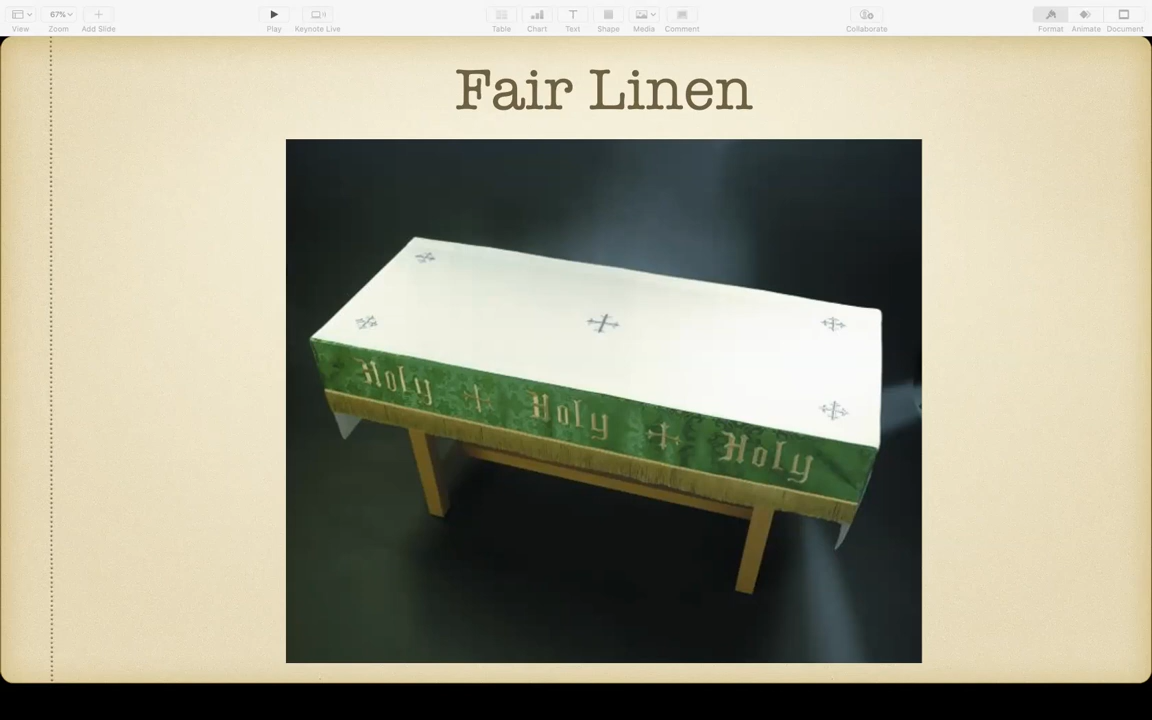 67%
View
Zoom
Add Slide
Play
Keynote Live
Table
Chart
Text
Shape
Media
Comment
Collaborate
Format
Animate
Document
Fair Linen
Holy Holy Holy